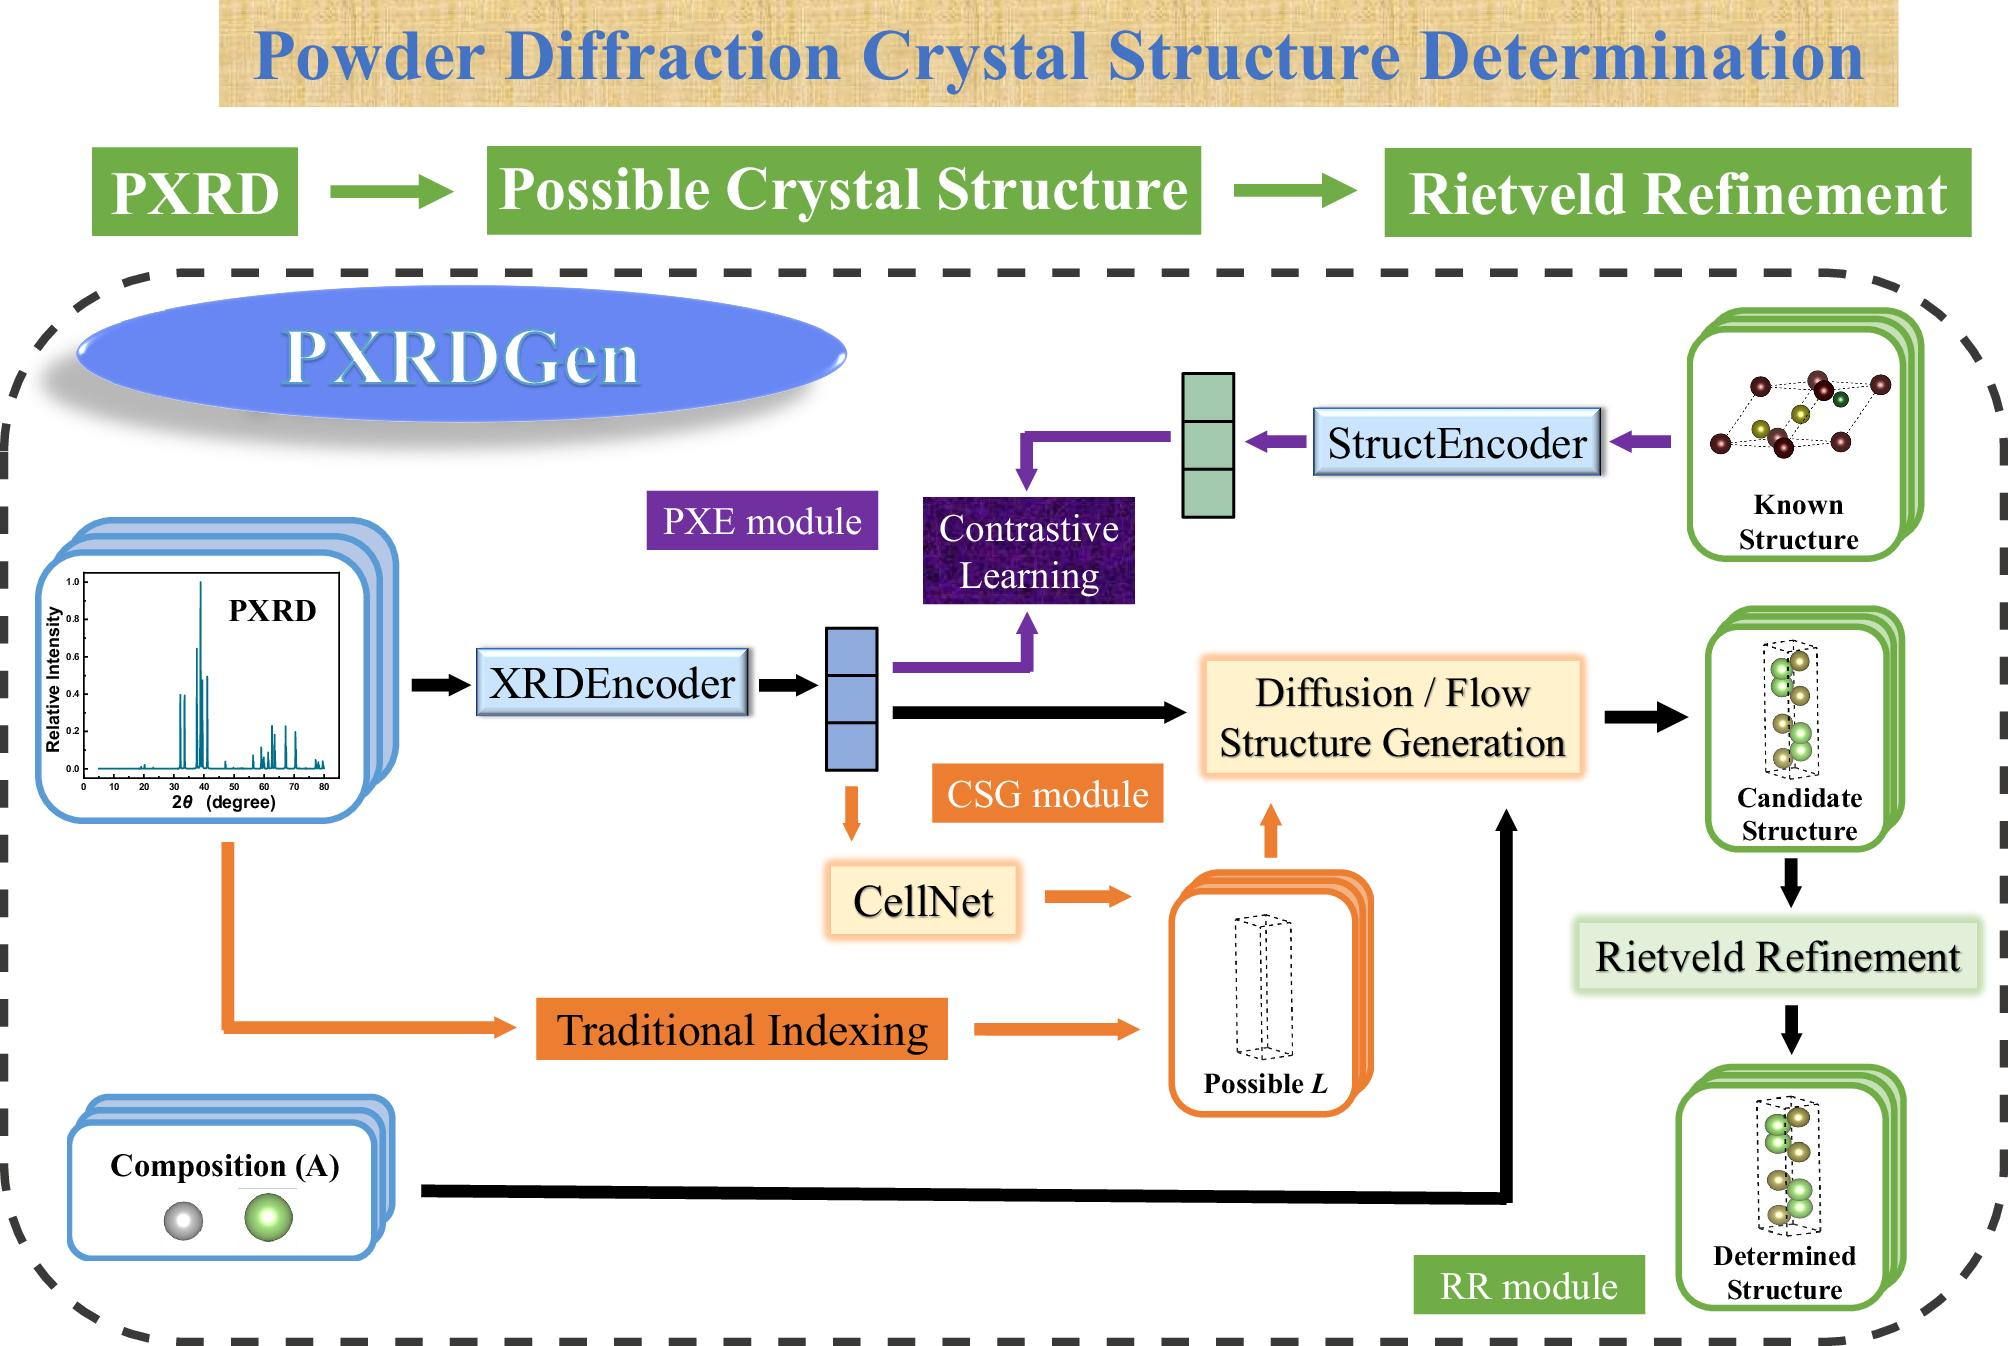 Powder Diffraction Crystal Structure Determination
PXRD
Possible Crystal Structure
Rietveld Refinement
PXRDGen
StructEncoder
Known
Structure
PXE module
Contrastive
Learning
PXRD
Relative Intensity
1.0
0.8
0.6
0.4
0.2
0.0
0 10 20 30 40 50 60 70 80
2θ (degree)
XRDEncoder
Diffusion / Flow
Structure Generation
Candidate
Structure
CSG module
CellNet
Rietveld Refinement
Traditional Indexing
Possible L
Composition (A)
Determined
Structure
RR module